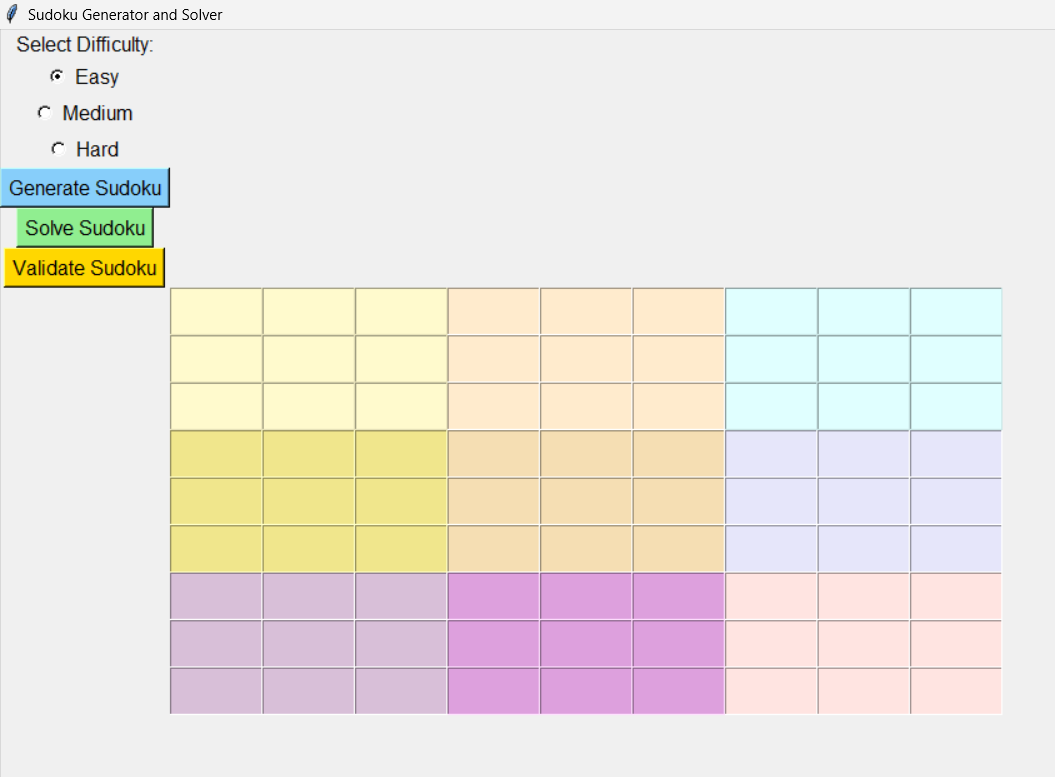 Sudoku Generator and Solver
Select Difficulty:
Easy
Medium
Hard
Generate Sudoku
Solve Sudoku
Validate Sudoku